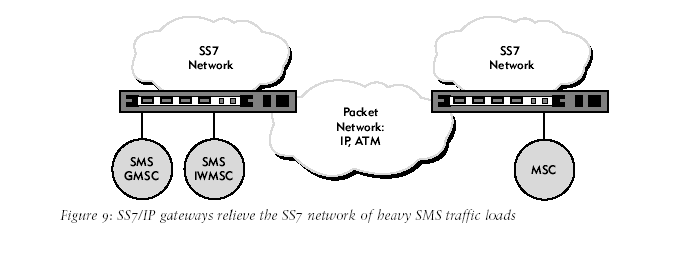 SS7
Network
SS7
Network
Packet
Network:
IP, ATM
SMS
GMSC
SMS
IWMSC
MSC
Figure 9: SS7/IP gateways relieve the SS7 network of heavy SMS traffic loads